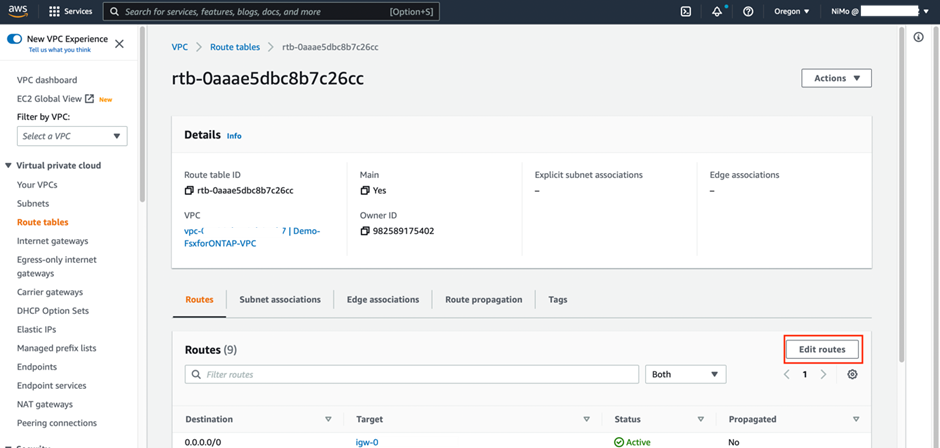 aws
Services
Search for services, features, blogs, docs, and more [Option+S]
Oregon
NiMo @
New VPC Experience
Tell us what you think
VPC dashboard
EC2 Global View New
Filter by VPC:
Select a VPC
Virtual private cloud
Your VPCs
Subnets
Route tables
Internet gateways
Egress-only internet
gateways
Carrier gateways
DHCP Option Sets
Elastic IPs
Managed prefix lists
Endpoints
Endpoint services
NAT gateways
Peering connections
VPC > Route tables > rtb-0aaae5dbc8b7c26cc
rtb-0aaae5dbc8b7c26cc
Actions
Details Info
Route table ID
rtb-0aaae5dbc8b7c26cc
Main
Yes
Explicit subnet associations
–
Edge associations
–
VPC
vpc-0 7 | Demo-
FsxforONTAP-VPC
Owner ID
982589175402
Routes Subnet associations Edge associations Route propagation Tags
Routes (9)
Edit routes
Filter routes
Both
1
Destination Target Status Propagated
0.0.0.0/0 igw-0 Active No